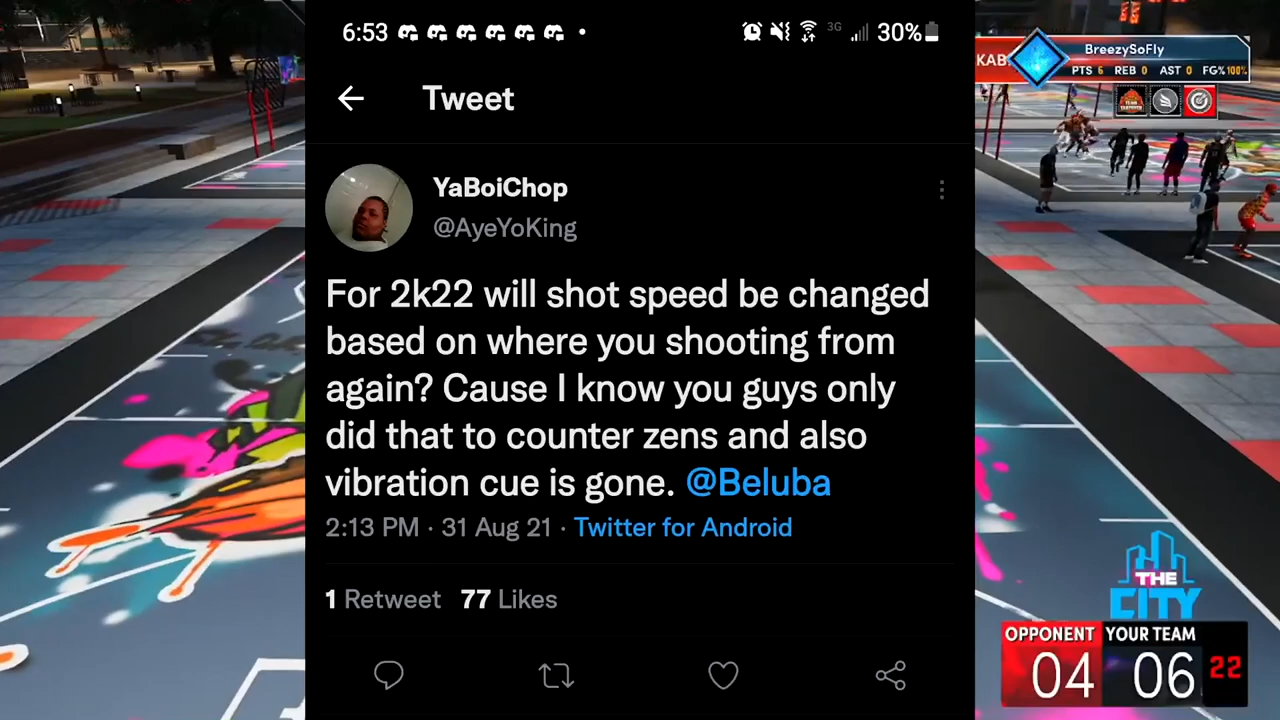 6:53
3G
30%
Tweet
YaBoiChop
@AyeYoKing
For 2k22 will shot speed be changed
based on where you shooting from
again? Cause I know you guys only
did that to counter zens and also
vibration cue is gone. @Beluba
2:13 PM · 31 Aug 21 · Twitter for Android
1 Retweet 77 Likes
KAB
BreezySoFly
PTS 6 REB 0 AST 0 FG% 100%
THE
CITY
OPPONENT YOUR TEAM
04 06 22